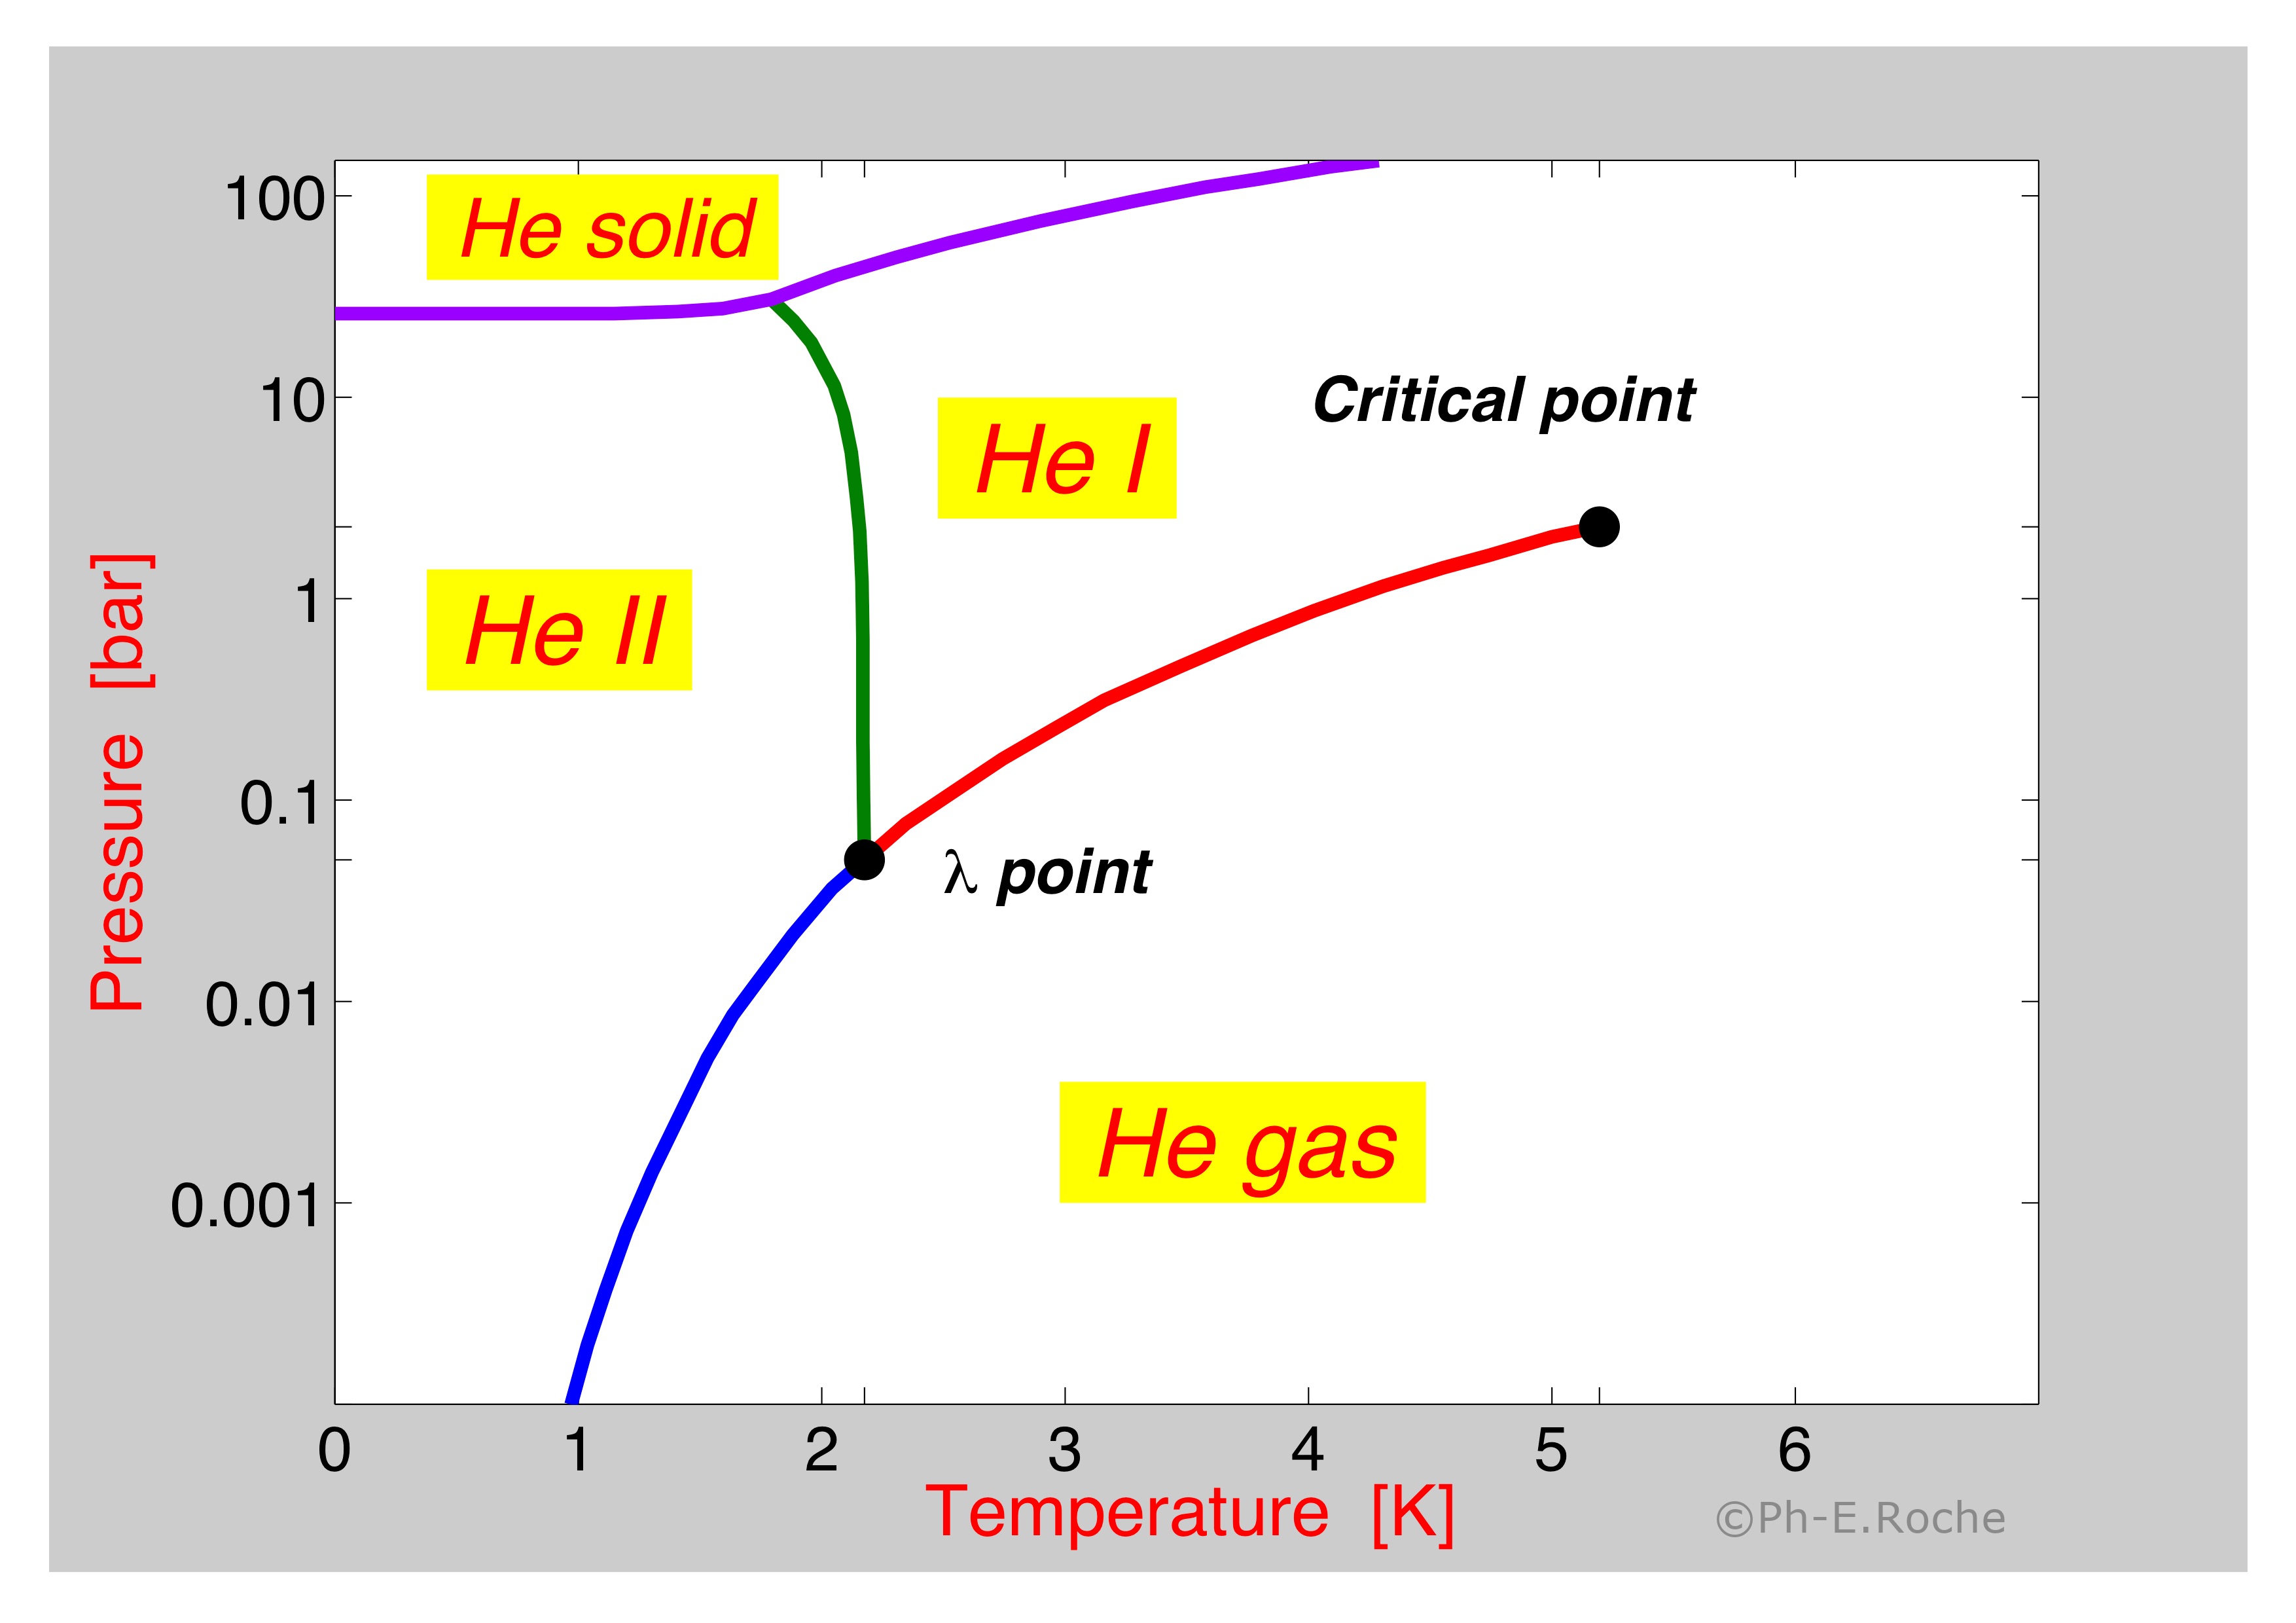 100
He solid
10
Critical point
He I
1
He II
Pressure [bar]
0.1
λ point
0.01
He gas
0.001
0
1
2
3
4
5
6
Temperature [K]
©Ph-E.Roche